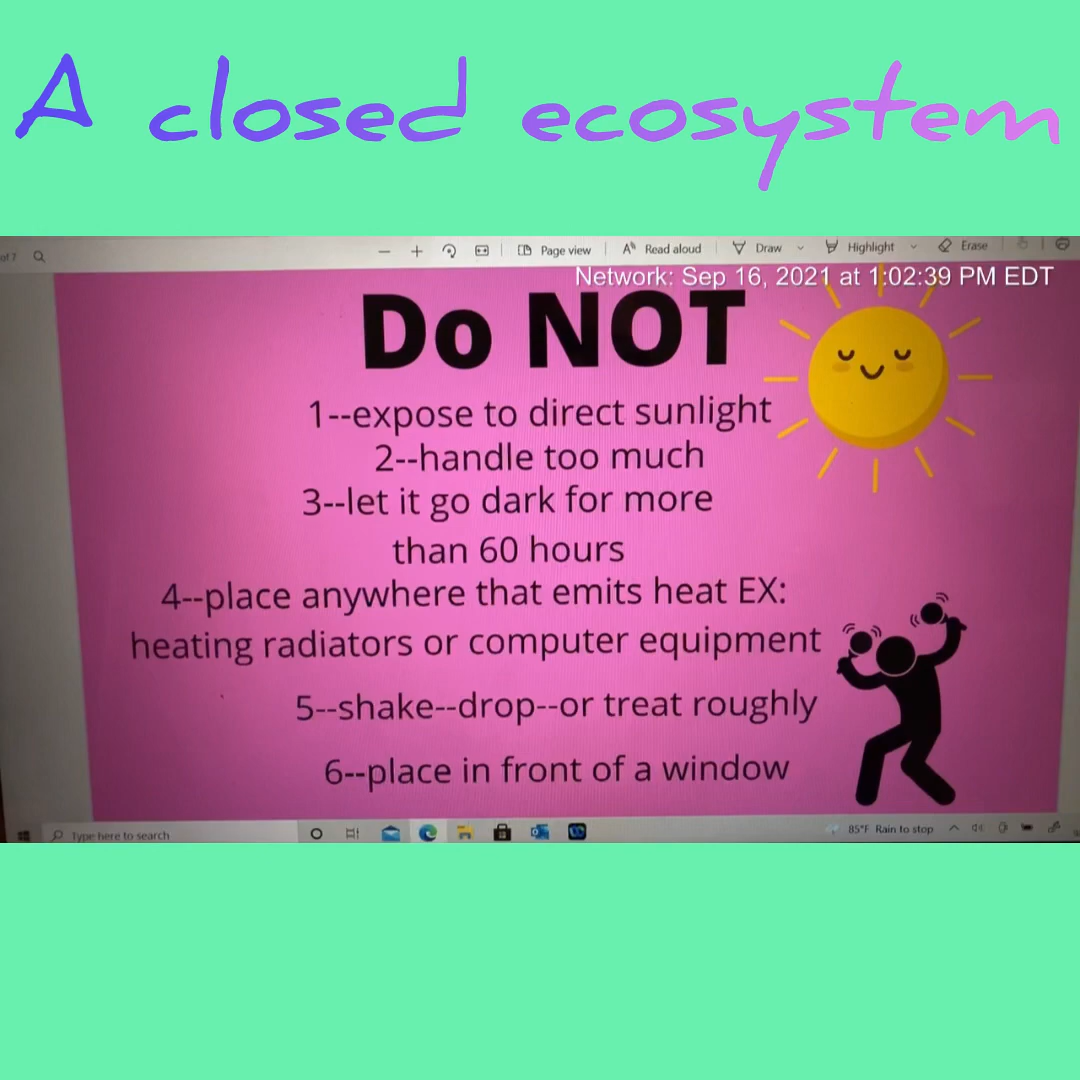 A closed ecosystem
of 7
Page view
Read aloud
Draw
Highlight
Erase
Network: Sep 16, 2021 at 1:02:39 PM EDT
Do NOT
1--expose to direct sunlight
2--handle too much
3--let it go dark for more
than 60 hours
4--place anywhere that emits heat EX:
heating radiators or computer equipment
5--shake--drop--or treat roughly
6--place in front of a window
Type here to search
85°F Rain to stop